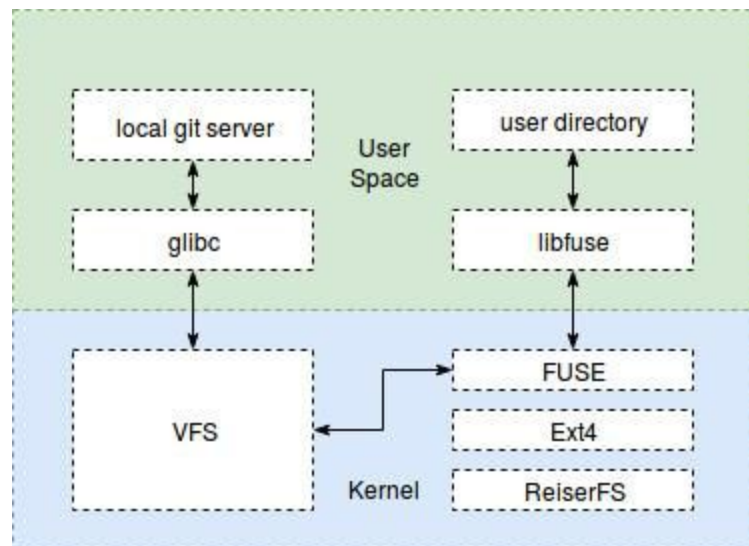 local git server
user directory
User
Space
glibc
libfuse
VFS
FUSE
Ext4
Kernel
ReiserFS